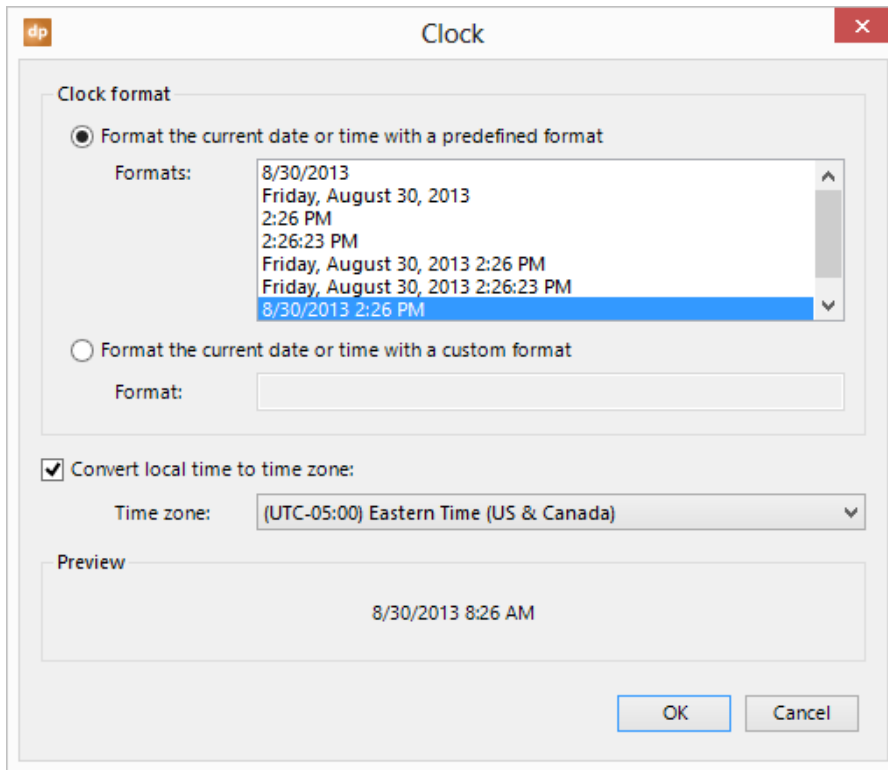 dp
Clock
Clock format
Format the current date or time with a predefined format
Formats:
8/30/2013
Friday, August 30, 2013
2:26 PM
2:26:23 PM
Friday, August 30, 2013 2:26 PM
Friday, August 30, 2013 2:26:23 PM
8/30/2013 2:26 PM
Format the current date or time with a custom format
Format:
Convert local time to time zone:
Time zone: (UTC-05:00) Eastern Time (US & Canada)
Preview
8/30/2013 8:26 AM
OK Cancel